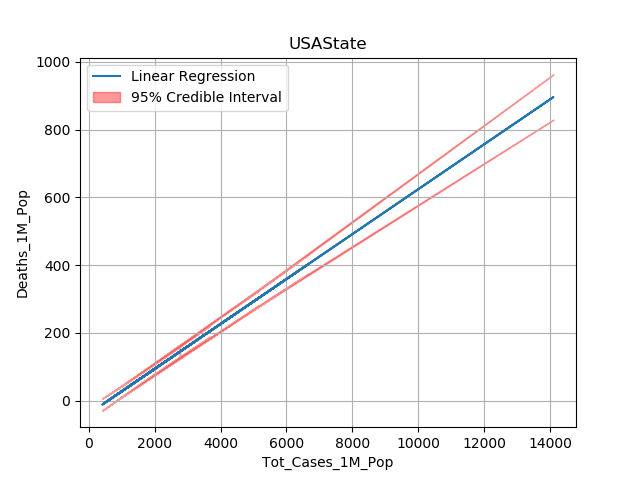 USAState
Linear Regression
95% Credible Interval
1000
800
600
400
200
0
Deaths_1M_Pop
0 2000 4000 6000 8000 10000 12000 14000
Tot_Cases_1M_Pop